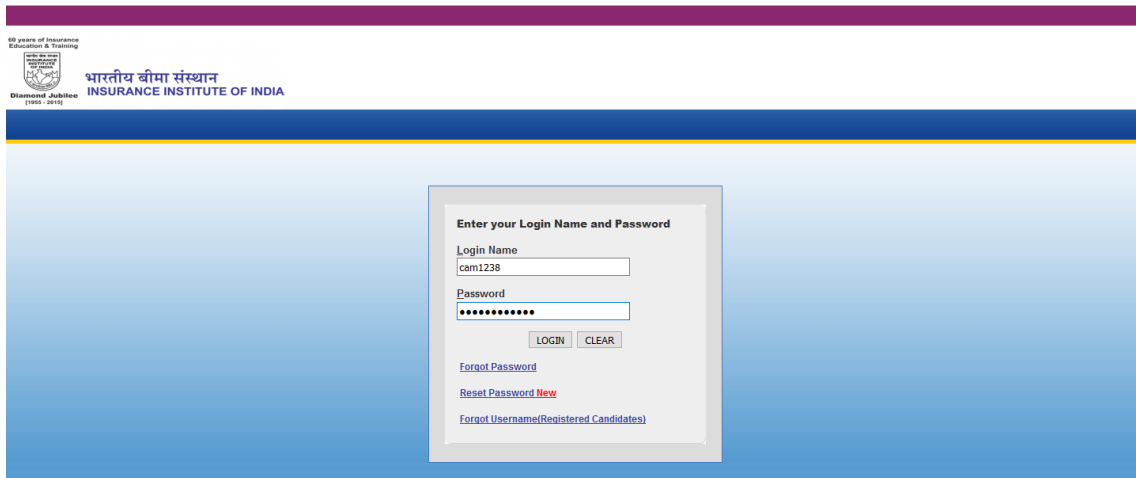 60 years of Insurance
Education & Training
भारतीय बीमा संस्थान
INSURANCE INSTITUTE OF INDIA
Diamond Jubilee
[1955 - 2015]
Enter your Login Name and Password
Login Name
cam1238
Password
••••••••••••
LOGIN CLEAR
Forgot Password
Reset Password New
Forgot Username(Registered Candidates)